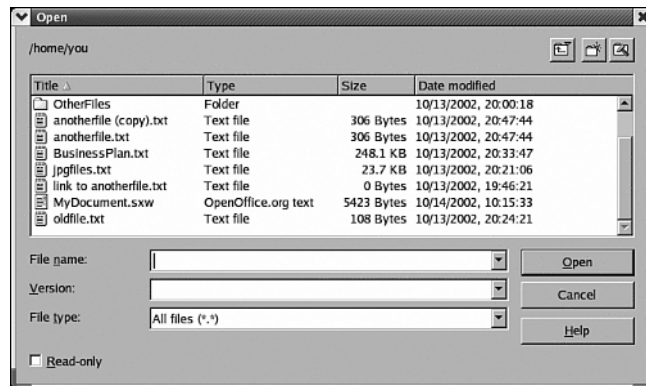 Open
/home/you
Title Type Size Date modified
OtherFiles Folder 10/13/2002, 20:00:18
anotherfile (copy).txt Text file 306 Bytes 10/13/2002, 20:47:44
anotherfile.txt Text file 306 Bytes 10/13/2002, 20:47:44
BusinessPlan.txt Text file 248.1 KB 10/13/2002, 20:33:47
jpgfiles.txt Text file 23.7 KB 10/13/2002, 20:21:06
link to anotherfile.txt Text file 0 Bytes 10/13/2002, 19:46:21
MyDocument.sxw OpenOffice.org text 5423 Bytes 10/14/2002, 10:15:33
oldfile.txt Text file 108 Bytes 10/13/2002, 20:24:21
File name: Open
Version: Cancel
File type: All files (*.*)
Help
Read-only